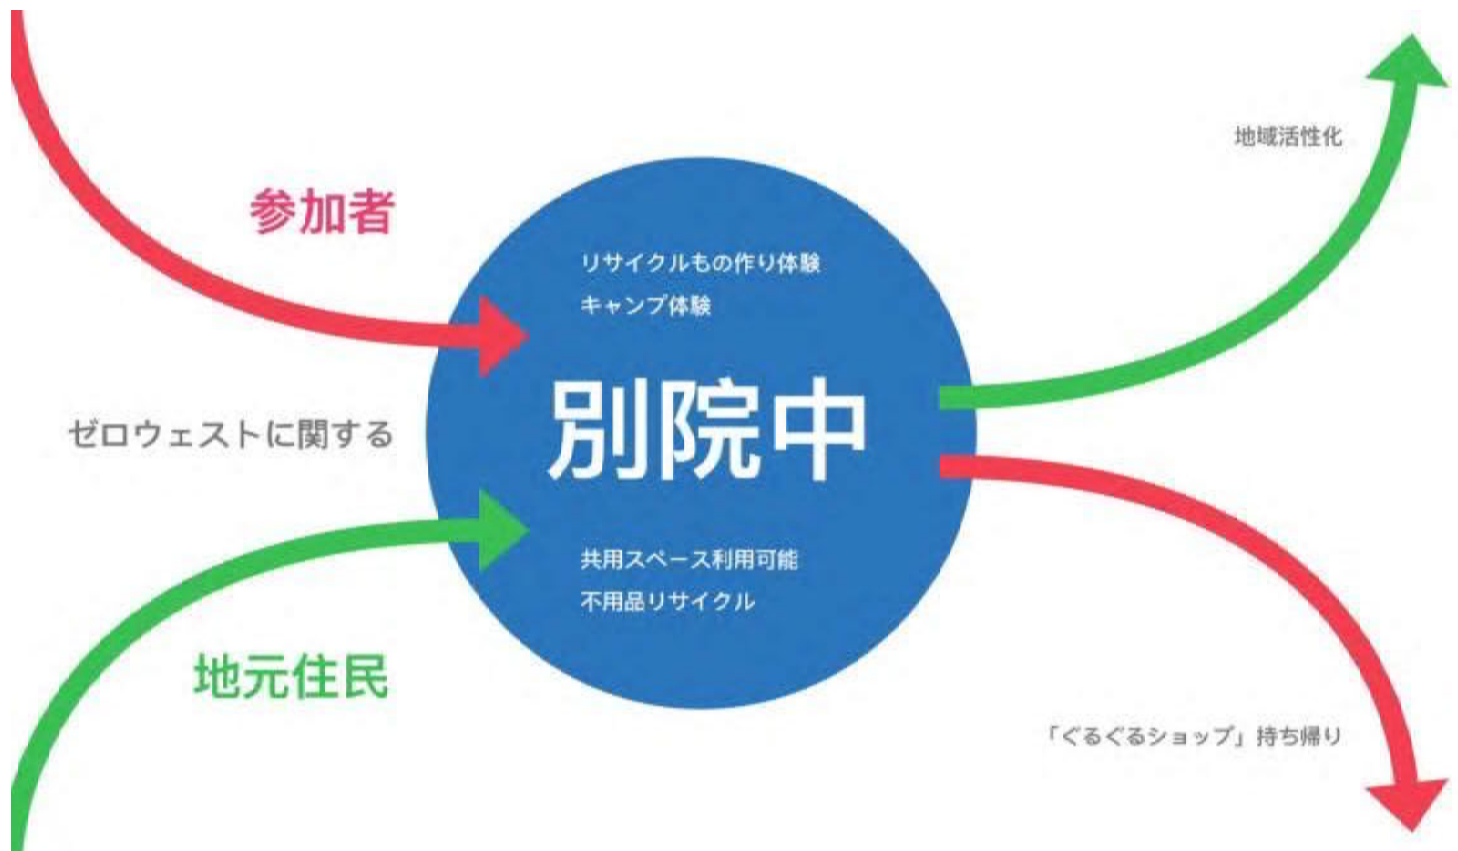 地域活性化
参加者
リサイクルもの作り体験
キャンプ体験
別院中
ゼロウェストに関する
共用スペース利用可能
不用品リサイクル
地元住民
「ぐるぐるショップ」持ち帰り